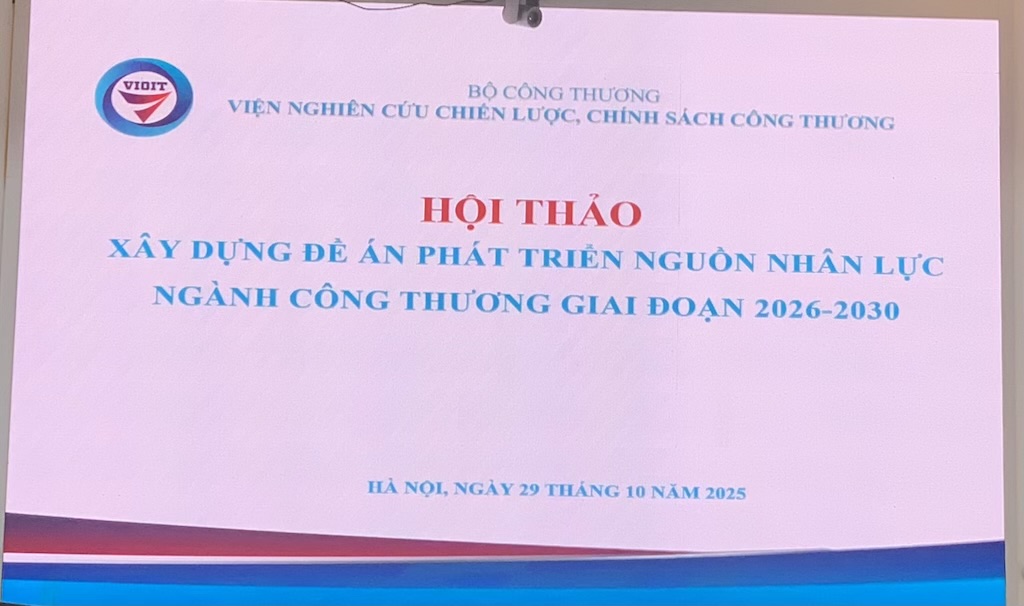 VIOIT
BỘ CÔNG THƯƠNG
VIỆN NGHIÊN CỨU CHIẾN LƯỢC, CHÍNH SÁCH CÔNG THƯƠNG
HỘI THẢO
XÂY DỰNG ĐỀ ÁN PHÁT TRIỂN NGUỒN NHÂN LỰC
NGÀNH CÔNG THƯƠNG GIAI ĐOẠN 2026-2030
HÀ NỘI, NGÀY 29 THÁNG 10 NĂM 2025